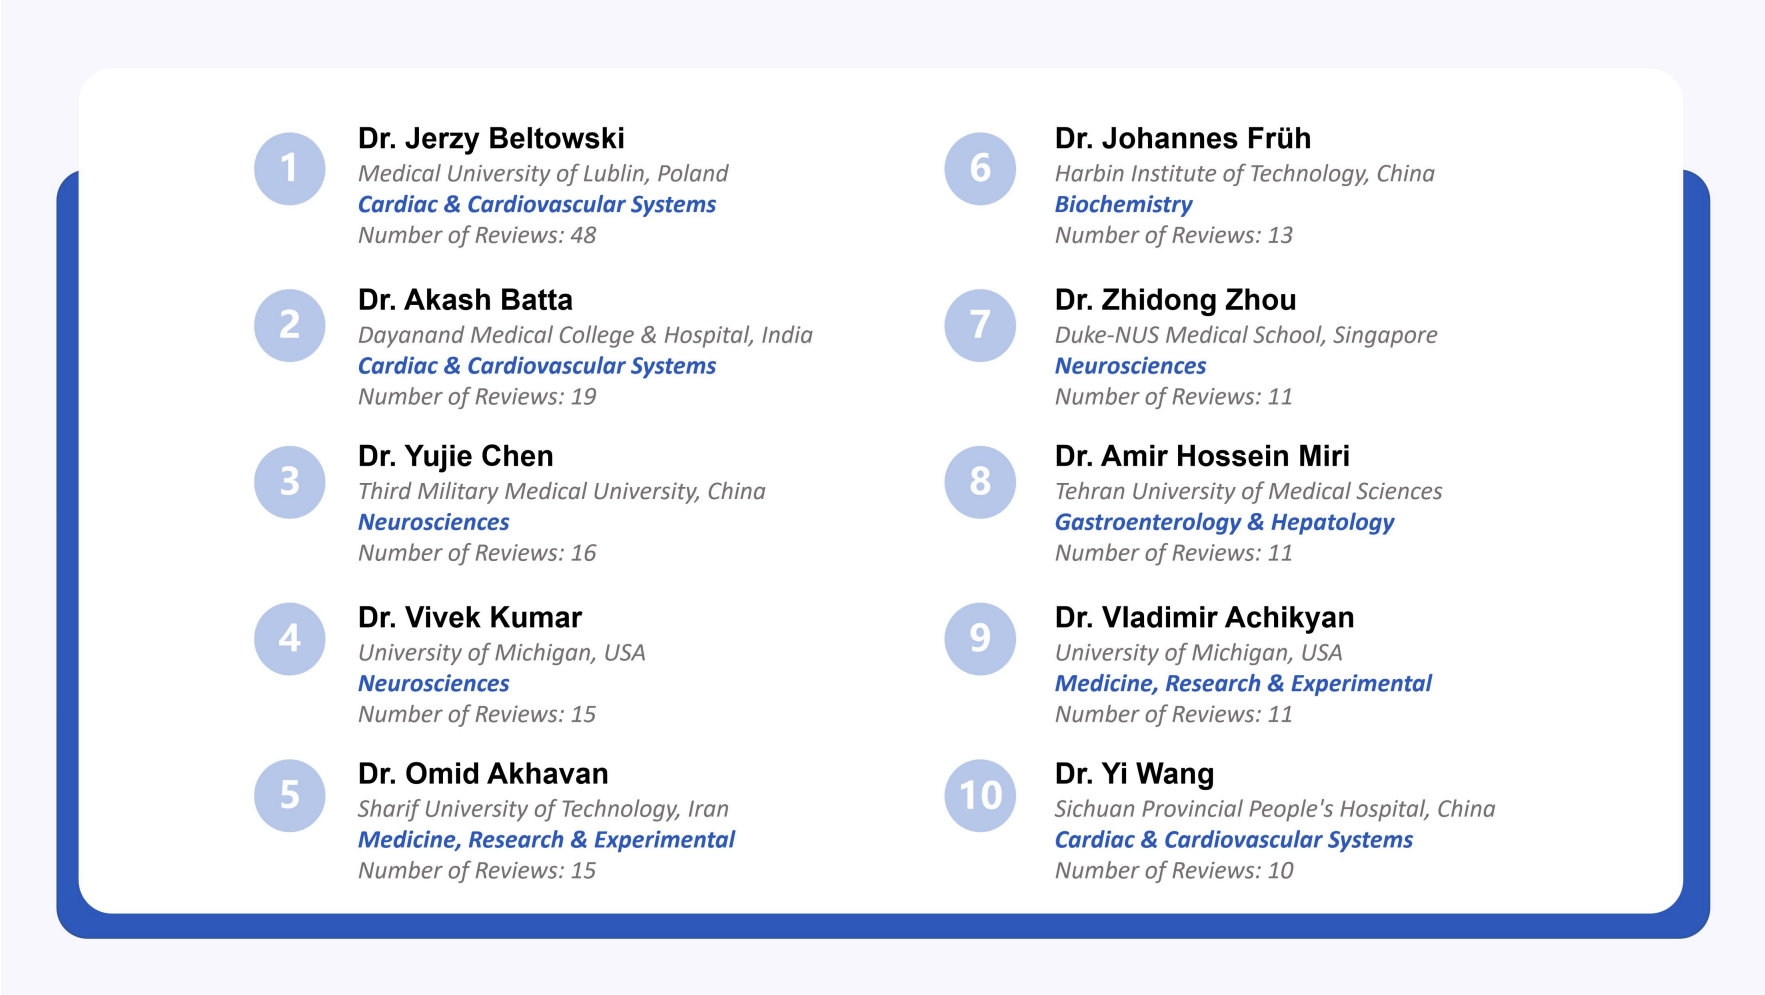 1
Dr. Jerzy Beltowski
Medical University of Lublin, Poland
Cardiac & Cardiovascular Systems
Number of Reviews: 48
2
Dr. Akash Batta
Dayanand Medical College & Hospital, India
Cardiac & Cardiovascular Systems
Number of Reviews: 19
3
Dr. Yujie Chen
Third Military Medical University, China
Neurosciences
Number of Reviews: 16
4
Dr. Vivek Kumar
University of Michigan, USA
Neurosciences
Number of Reviews: 15
5
Dr. Omid Akhavan
Sharif University of Technology, Iran
Medicine, Research & Experimental
Number of Reviews: 15
6
Dr. Johannes Früh
Harbin Institute of Technology, China
Biochemistry
Number of Reviews: 13
7
Dr. Zhidong Zhou
Duke-NUS Medical School, Singapore
Neurosciences
Number of Reviews: 11
8
Dr. Amir Hossein Miri
Tehran University of Medical Sciences
Gastroenterology & Hepatology
Number of Reviews: 11
9
Dr. Vladimir Achikyan
University of Michigan, USA
Medicine, Research & Experimental
Number of Reviews: 11
10
Dr. Yi Wang
Sichuan Provincial People's Hospital, China
Cardiac & Cardiovascular Systems
Number of Reviews: 10